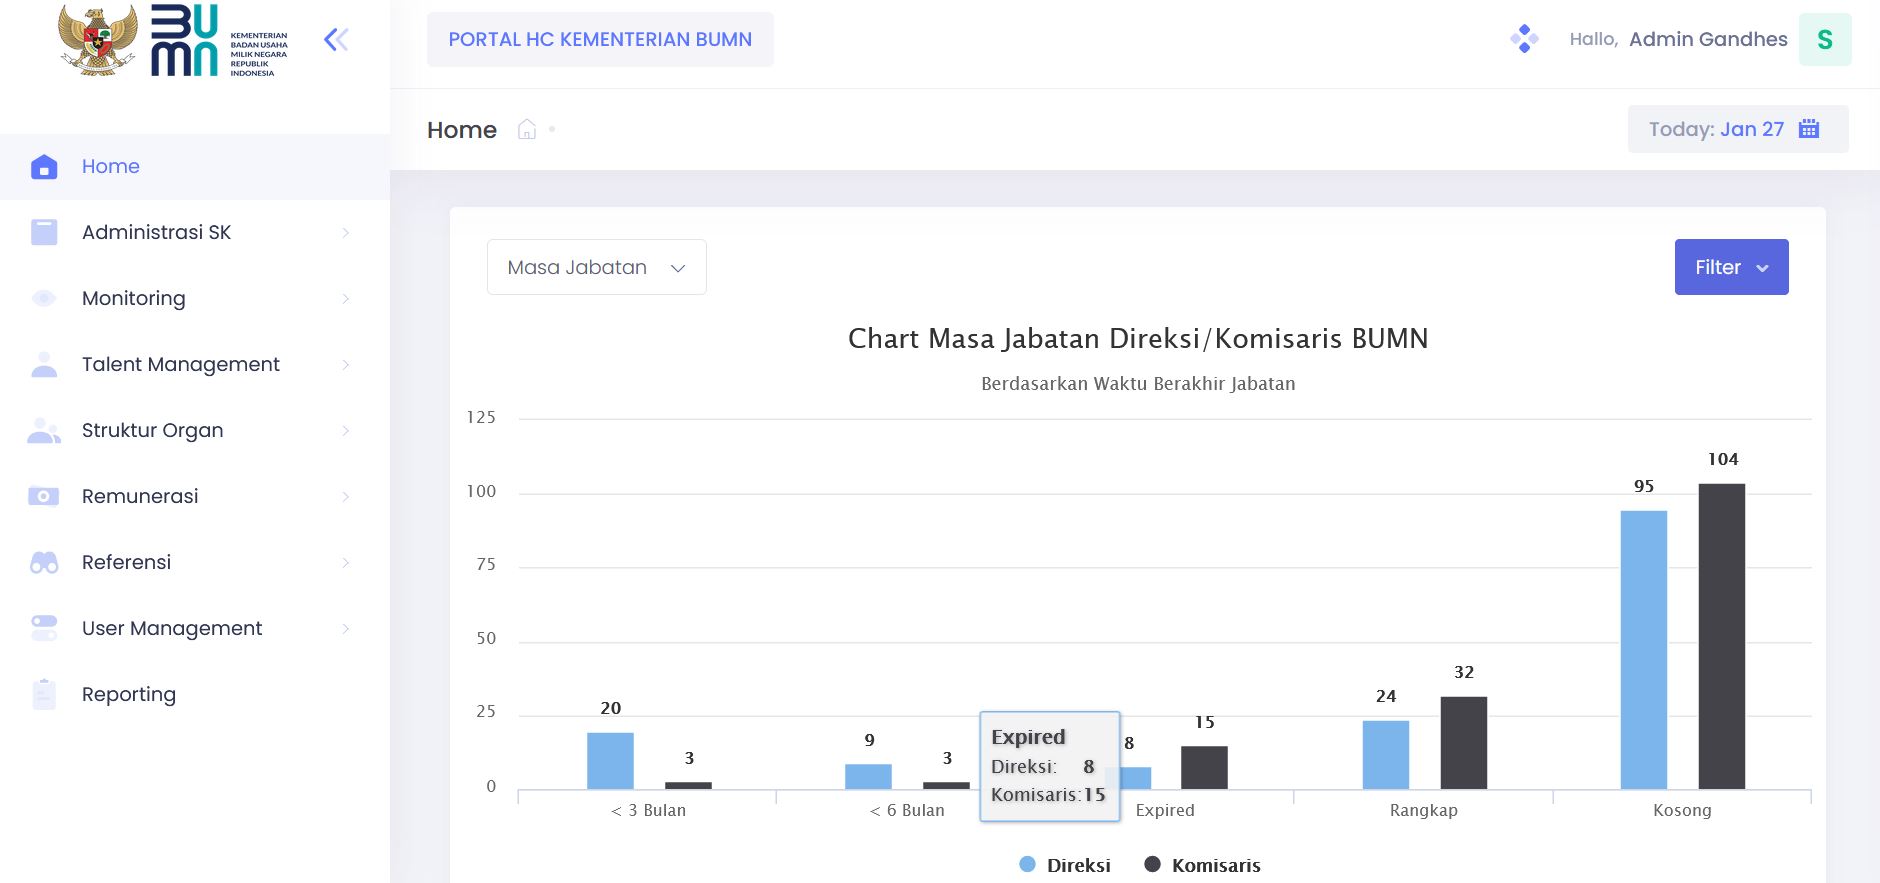 BUMN
KEMENTERIAN
BADAN USAHA
MILIK NEGARA
REPUBLIK
INDONESIA
PORTAL HC KEMENTERIAN BUMN
Hallo, Admin Gandhes S
Home
Today: Jan 27
Home
Administrasi SK
Monitoring
Talent Management
Struktur Organ
Remunerasi
Referensi
User Management
Reporting
Masa Jabatan
Filter
Chart Masa Jabatan Direksi/Komisaris BUMN
Berdasarkan Waktu Berakhir Jabatan
125
100
75
50
25
0
20
3
9
3
8
15
24
32
95
104
Expired
Direksi: 8
Komisaris: 15
< 3 Bulan
< 6 Bulan
Expired
Rangkap
Kosong
Direksi
Komisaris